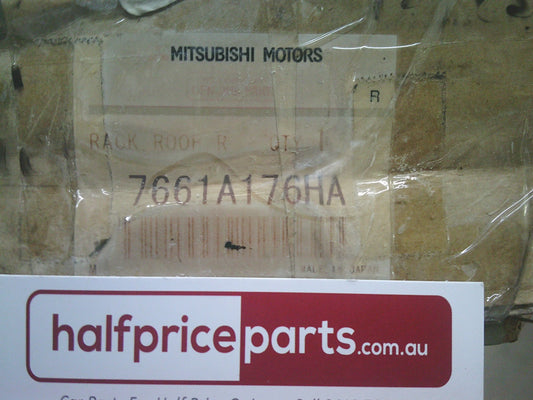 MITSUBISHI MOTORS
R
RACK, ROOF R QTY 1
7661A176HA
M MADE IN JAPAN
halfpriceparts.com.au